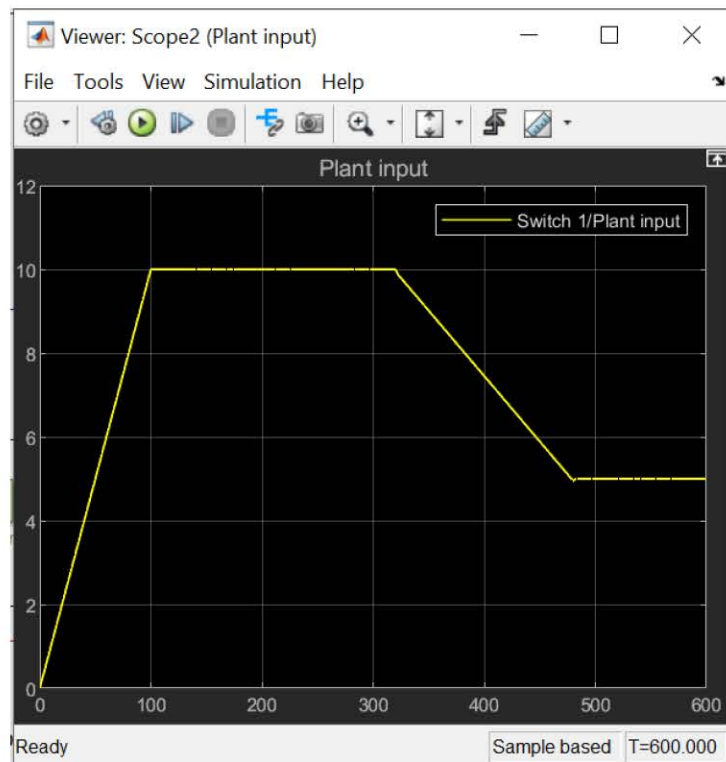 Viewer: Scope2 (Plant input)
File Tools View Simulation Help
Plant input
12
Switch 1/Plant input
10
8
6
4
2
0
0 100 200 300 400 500 600
Ready Sample based T=600.000